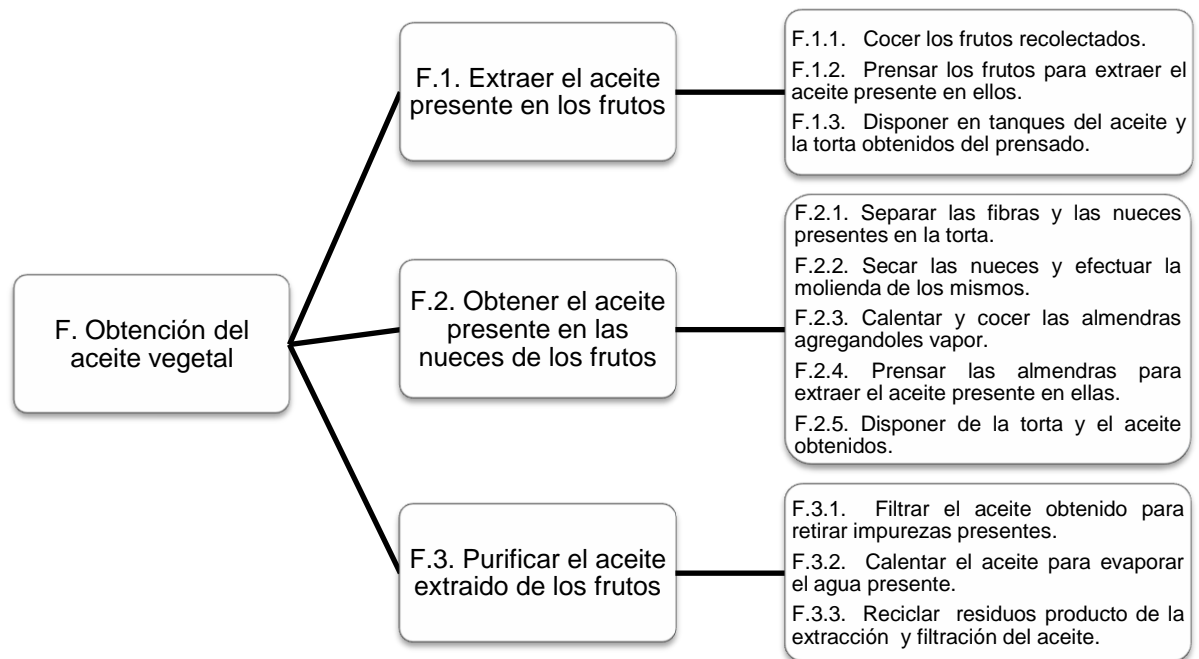 F. Obtención del
aceite vegetal
F.1. Extraer el aceite
presente en los frutos
F.1.1. Cocer los frutos recolectados.
F.1.2. Prensar los frutos para extraer el
aceite presente en ellos.
F.1.3. Disponer en tanques del aceite y
la torta obtenidos del prensado.
F.2. Obtener el aceite
presente en las
nueces de los frutos
F.2.1. Separar las fibras y las nueces
presentes en la torta.
F.2.2. Secar las nueces y efectuar la
molienda de los mismos.
F.2.3. Calentar y cocer las almendras
agregandoles vapor.
F.2.4. Prensar las almendras para
extraer el aceite presente en ellas.
F.2.5. Disponer de la torta y el aceite
obtenidos.
F.3. Purificar el aceite
extraido de los frutos
F.3.1. Filtrar el aceite obtenido para
retirar impurezas presentes.
F.3.2. Calentar el aceite para evaporar
el agua presente.
F.3.3. Reciclar residuos producto de la
extracción y filtración del aceite.